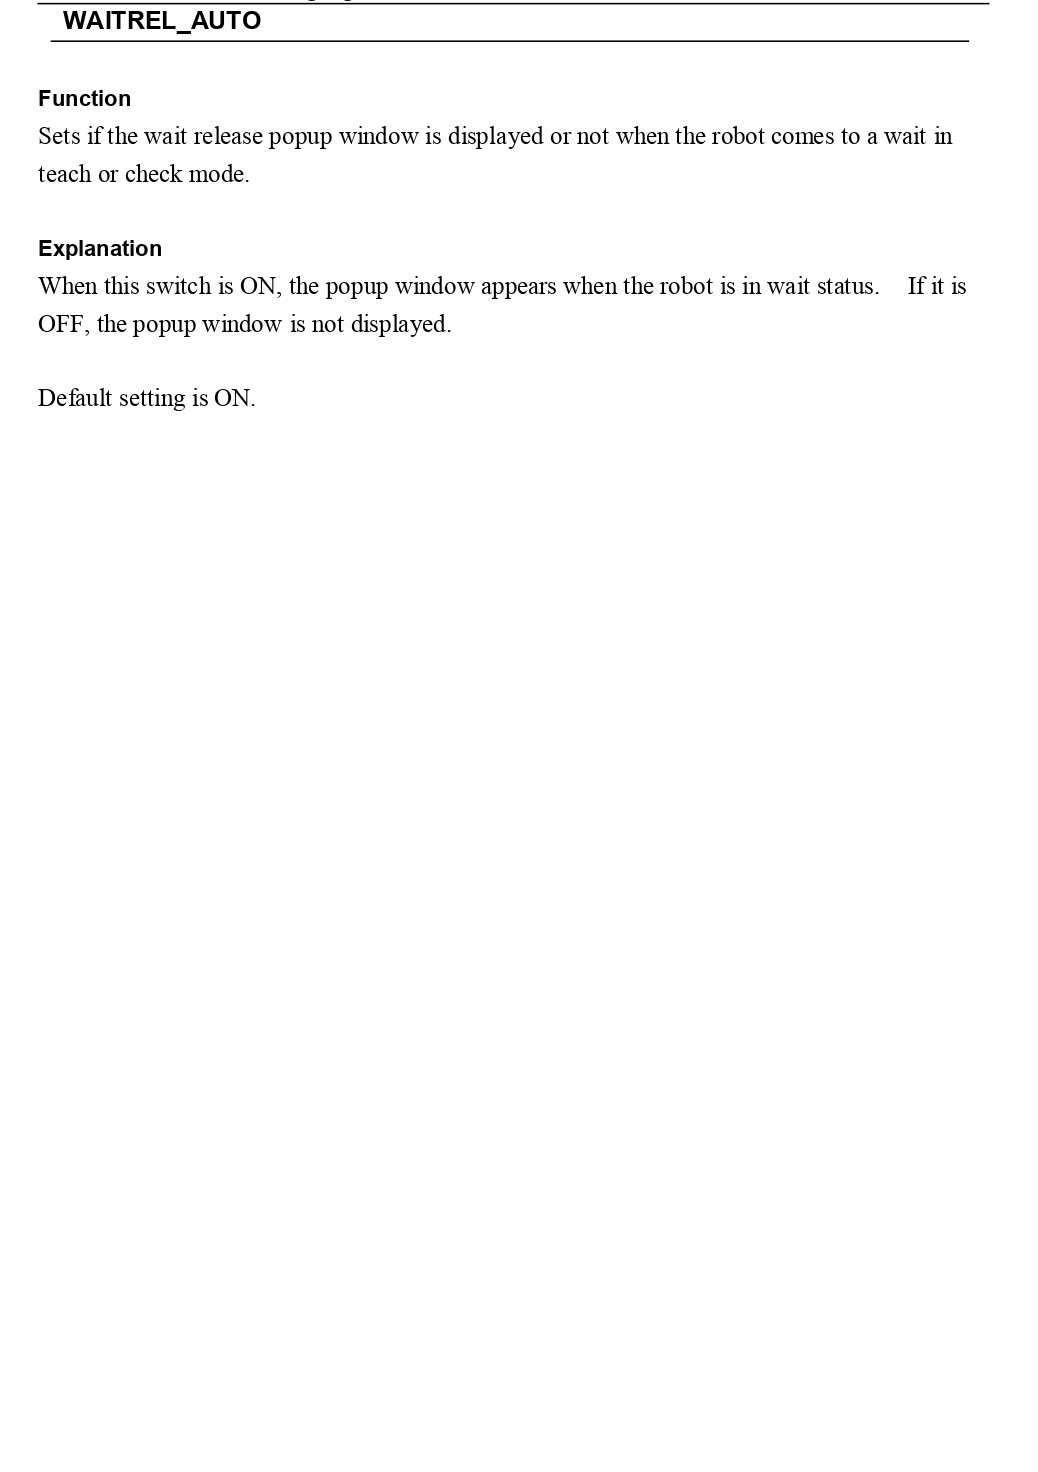 WAITREL_AUTO
Function
Sets if the wait release popup window is displayed or not when the robot comes to a wait in
teach or check mode.
Explanation
When this switch is ON, the popup window appears when the robot is in wait status. If it is
OFF, the popup window is not displayed.
Default setting is ON.